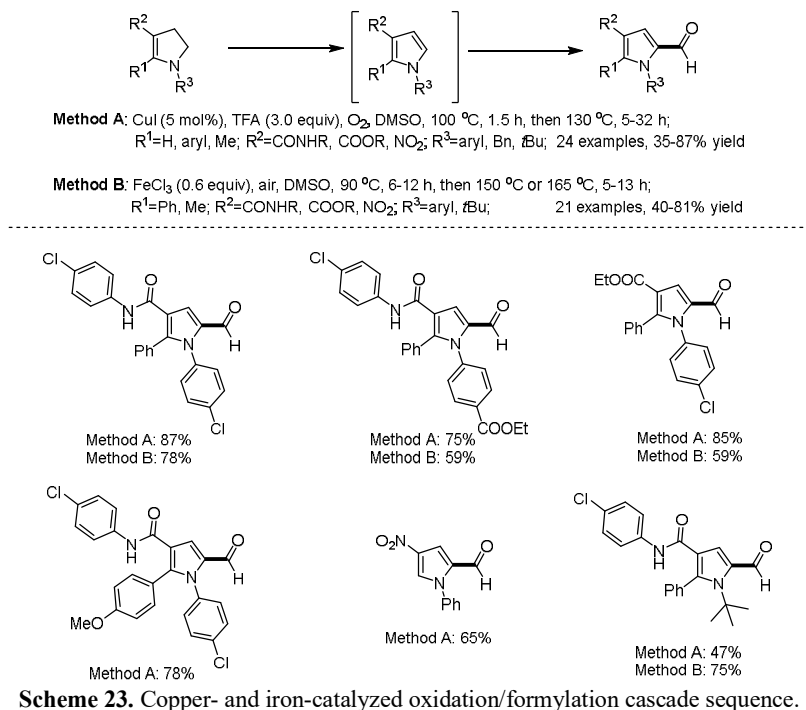 R2 R2 R2 O
R1 N R1 N R1 N H
R3 R3 R3
Method A: CuI (5 mol%), TFA (3.0 equiv), O2, DMSO, 100 ⁰C, 1.5 h, then 130 ⁰C, 5-32 h;
R1=H, aryl, Me; R2=CONHR, COOR, NO2; R3=aryl, Bn, tBu; 24 examples, 35-87% yield
Method B: FeCl3 (0.6 equiv), air, DMSO, 90 ⁰C, 6-12 h, then 150 ⁰C or 165 ⁰C, 5-13 h;
R1=Ph, Me; R2=CONHR, COOR, NO2; R3=aryl, tBu; 21 examples, 40-81% yield
Cl O N H O H Ph N Cl
Method A: 87%
Method B: 78%
Cl O N H O H Ph N COOEt
Method A: 75%
Method B: 59%
EtOOC O H Ph N Cl
Method A: 85%
Method B: 59%
Cl O N H O H N MeO Cl
Method A: 78%
O2N O H N Ph
Method A: 65%
Cl O N H O H Ph N
Method A: 47%
Method B: 75%
Scheme 23. Copper- and iron-catalyzed oxidation/formylation cascade sequence.